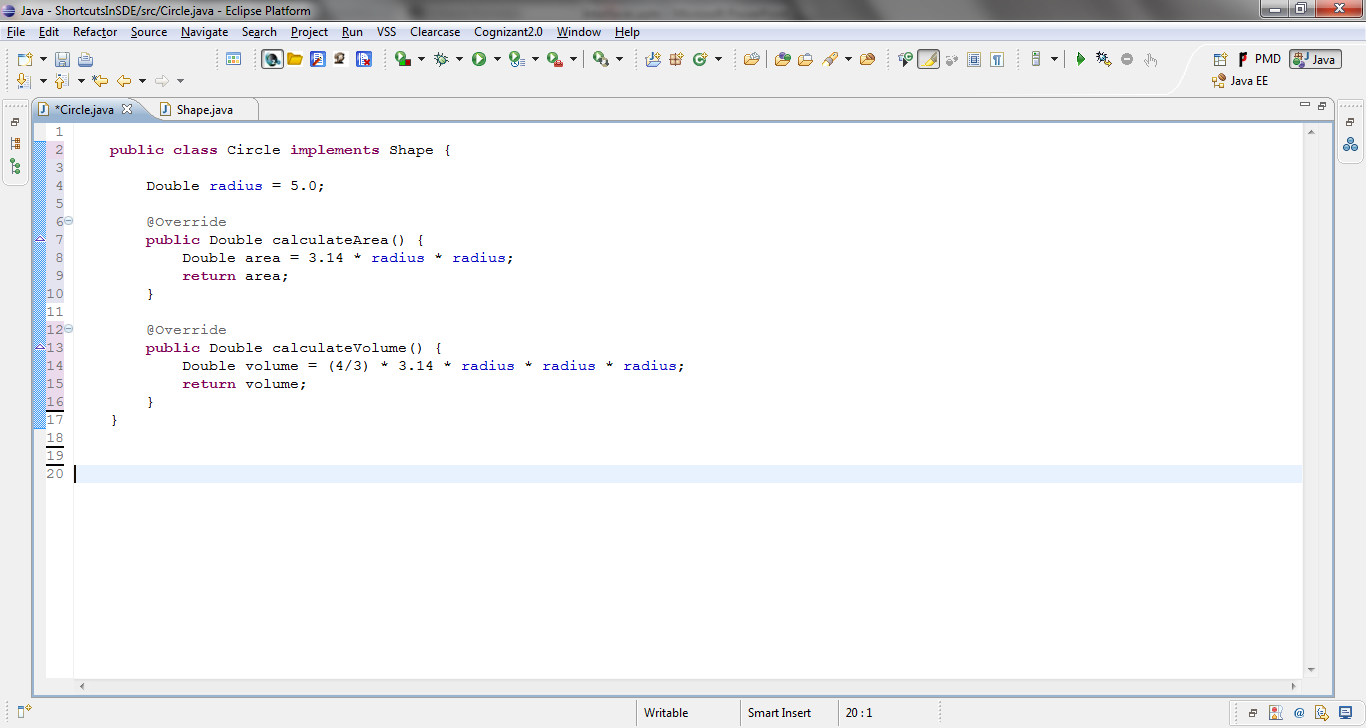 Java - ShortcutsInSDE/src/Circle.java - Eclipse Platform
File Edit Refactor Source Navigate Search Project Run VSS Clearcase Cognizant2.0 Window Help
PMD Java
Java EE
*Circle.java Shape.java
1
2 public class Circle implements Shape {
3
4 Double radius = 5.0;
5
6 @Override
7 public Double calculateArea() {
8 Double area = 3.14 * radius * radius;
9 return area;
10 }
11
12 @Override
13 public Double calculateVolume() {
14 Double volume = (4/3) * 3.14 * radius * radius * radius;
15 return volume;
16 }
17 }
18
19
20
Writable Smart Insert 20 : 1